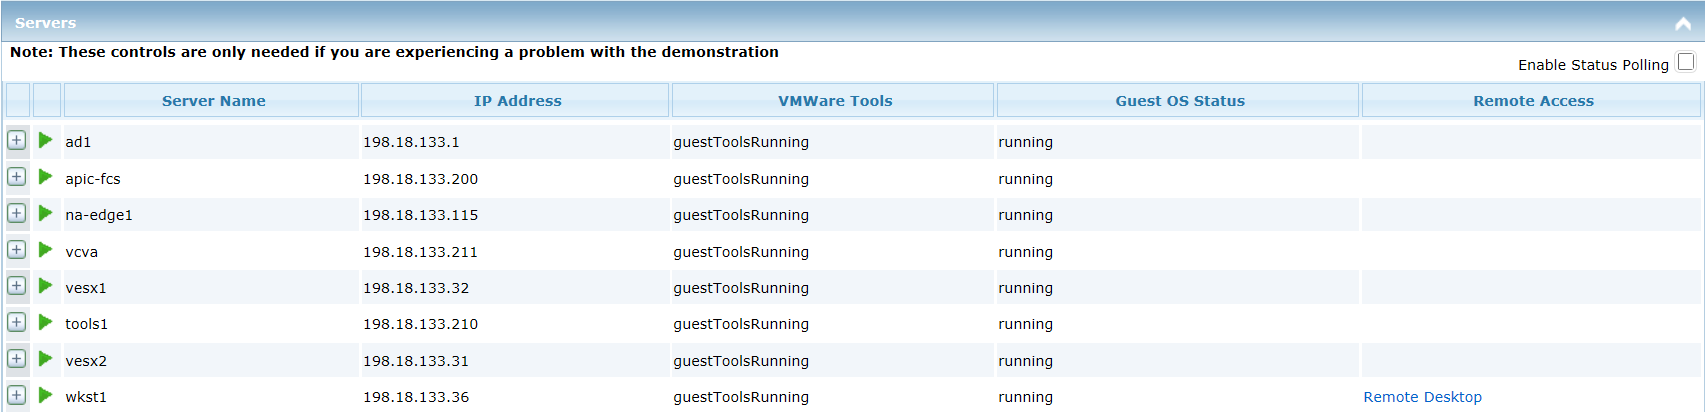 Servers
Note: These controls are only needed if you are experiencing a problem with the demonstration
Enable Status Polling
Server Name IP Address VMWare Tools Guest OS Status Remote Access
ad1 198.18.133.1 guestToolsRunning running
apic-fcs 198.18.133.200 guestToolsRunning running
na-edge1 198.18.133.115 guestToolsRunning running
vcva 198.18.133.211 guestToolsRunning running
vesx1 198.18.133.32 guestToolsRunning running
tools1 198.18.133.210 guestToolsRunning running
vesx2 198.18.133.31 guestToolsRunning running
wkst1 198.18.133.36 guestToolsRunning running Remote Desktop